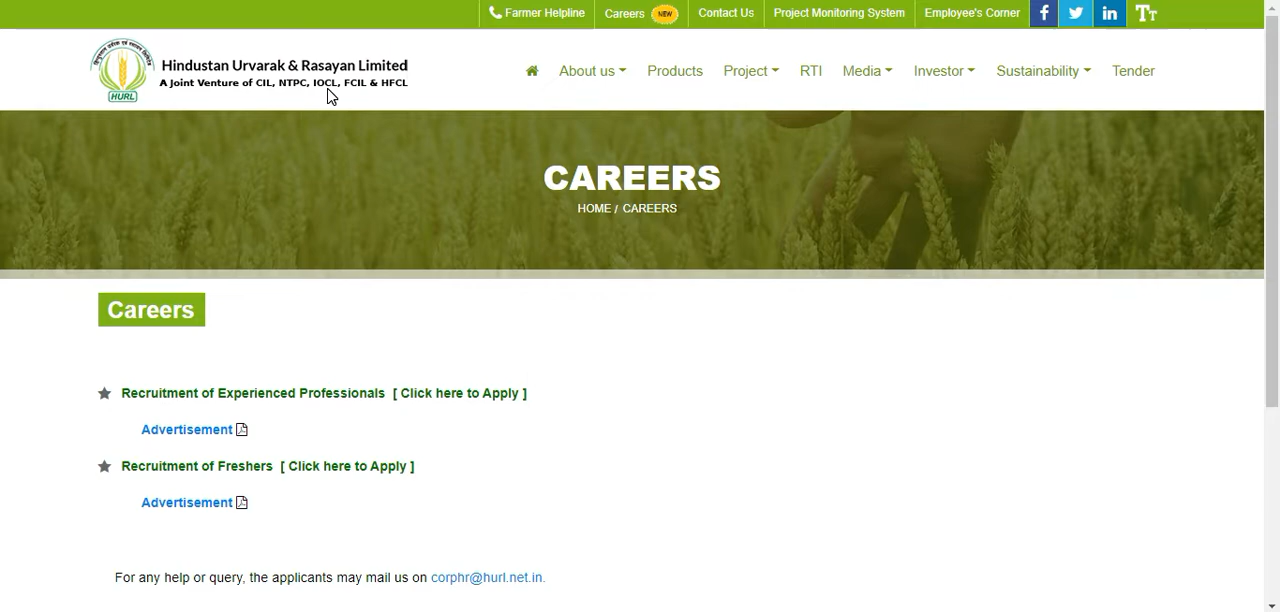 Farmer Helpline
Careers NEW
Contact Us
Project Monitoring System
Employee's Corner
f
in
TT
Hindustan Urvarak & Rasayan Limited
A Joint Venture of CIL, NTPC, IOCL, FCIL & HFCL
HURL
About us
Products
Project
RTI
Media
Investor
Sustainability
Tender
CAREERS
HOME / CAREERS
Careers
Recruitment of Experienced Professionals [ Click here to Apply ]
Advertisement
Recruitment of Freshers [ Click here to Apply ]
Advertisement
For any help or query, the applicants may mail us on corphr@hurl.net.in.